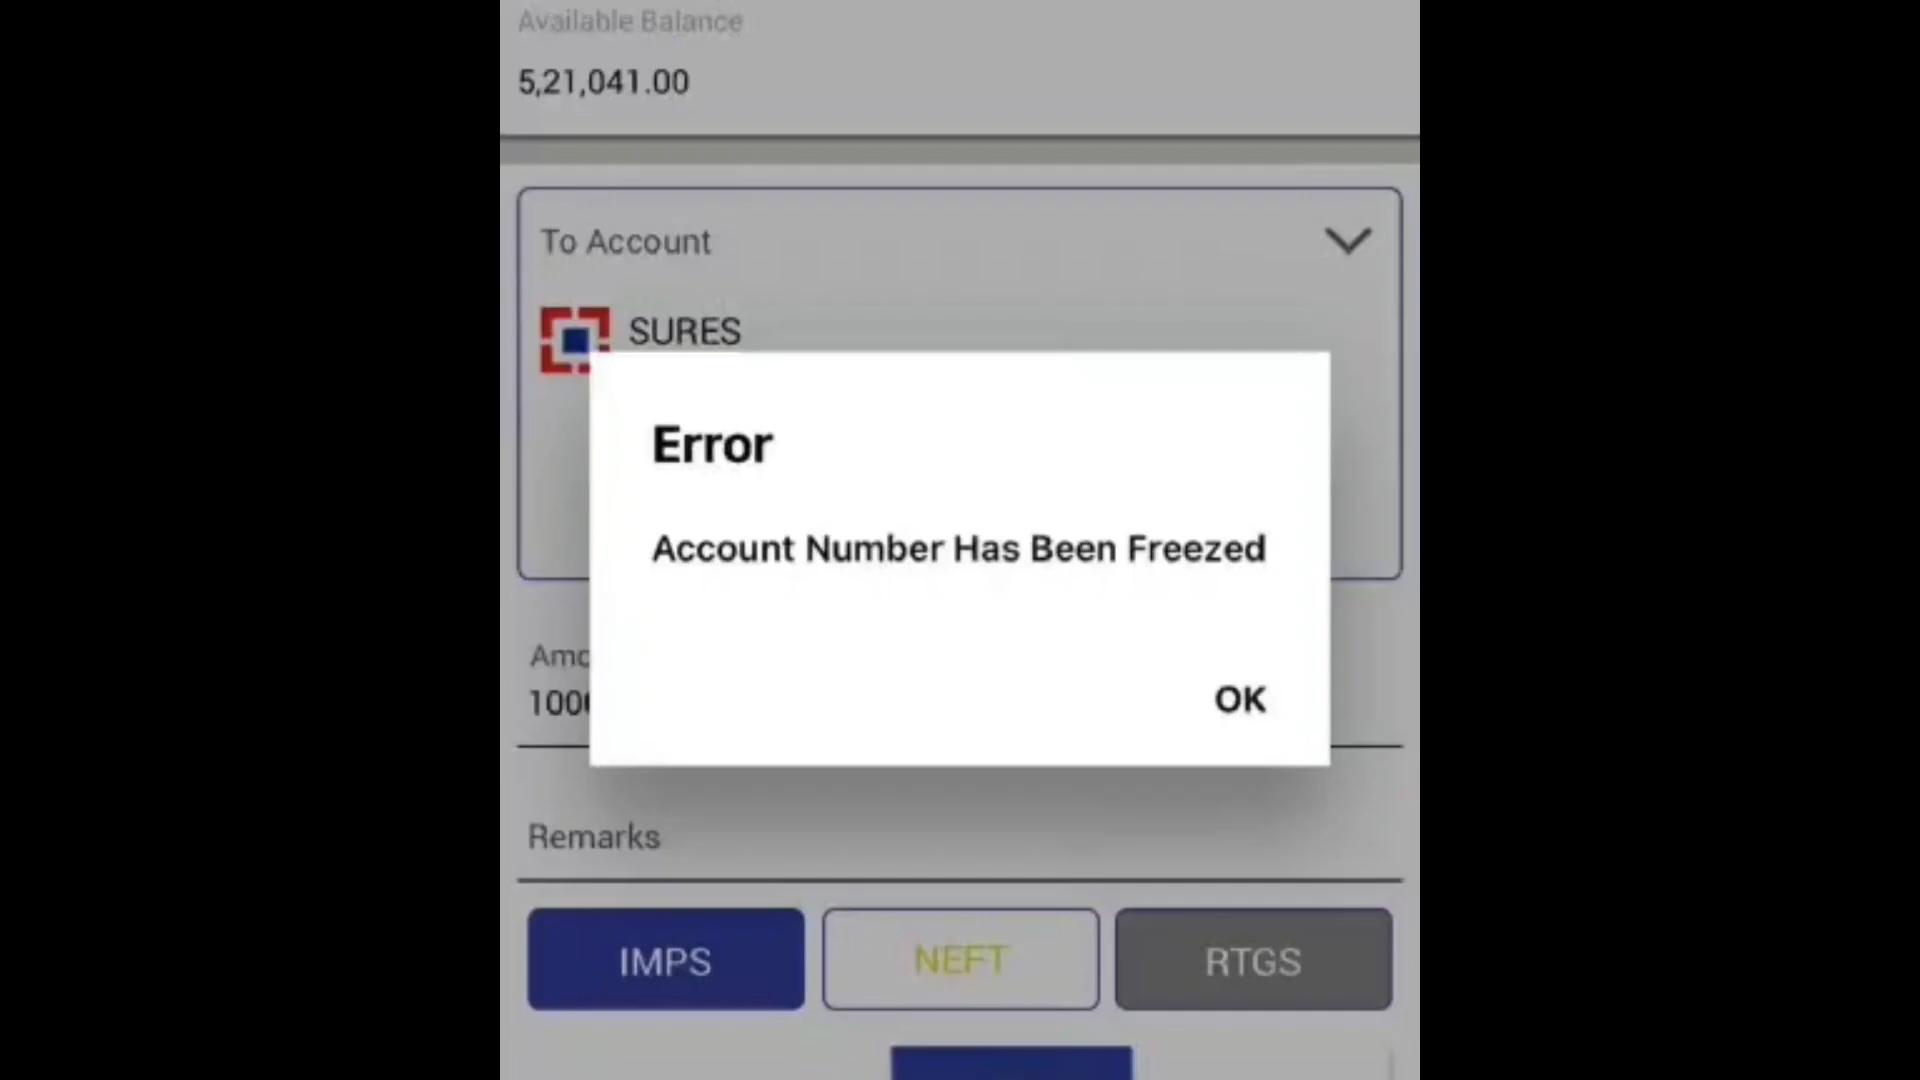 Available Balance
5,21,041.00
To Account
SURES
Error
Account Number Has Been Freezed
OK
Remarks
IMPS
NEFT
RTGS